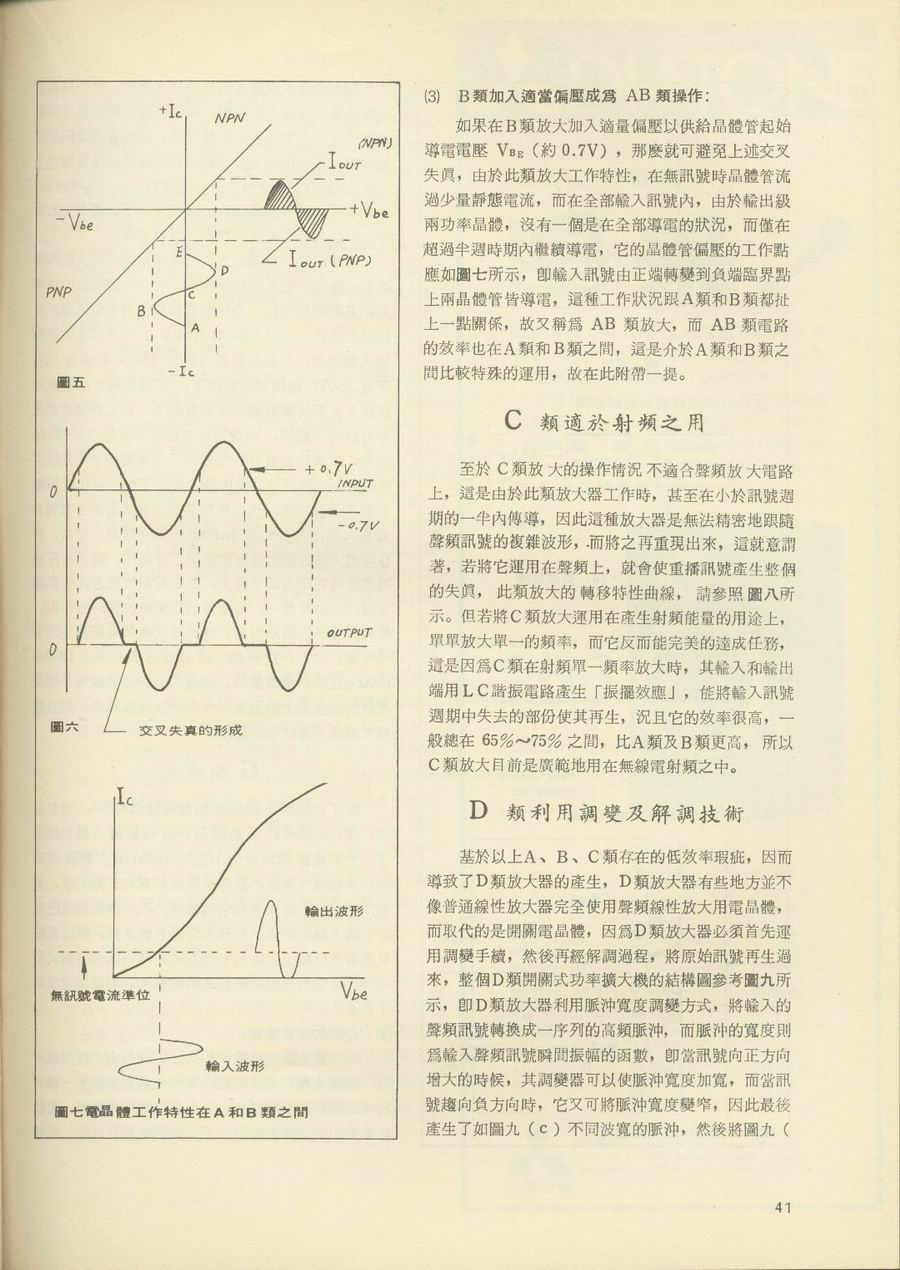 +Ic
NPN
(NPN)
IOUT
-Vbe
+Vbe
E
IOUT (PNP)
D
PNP
C
B
A
-Ic
圖五
+0.7V
0
INPUT
-0.7V
OUTPUT
0
圖六
交叉失真的形成
Ic
輸出波形
無訊號電流準位
Vbe
輸入波形
圖七電晶體工作特性在A和B類之間
⑶ B類加入適當偏壓成爲 AB 類操作：
如果在B類放大加入適量偏壓以供給晶體管起始
導電電壓 VBE（約 0.7V），那麽就可避免上述交叉
失眞，由於此類放大工作特性，在無訊號時晶體管流
過少量靜態電流，而在全部輸入訊號內，由於輸出級
兩功率晶體，沒有一個是在全部導電的狀況，而僅在
超過半週時期內繼續導電，它的晶體管偏壓的工作點
應如圖七所示，卽輸入訊號由正端轉變到負端臨界點
上兩晶體管皆導電，這種工作狀況跟A類和B類都扯
上一點關係，故又稱爲 AB 類放大，而 AB 類電路
的效率也在A類和B類之間，這是介於A類和B類之
間比較特殊的運用，故在此附帶一提。
C 類適於射頻之用
至於 C 類放 大的操作情況 不適合聲頻放 大電路
上，這是由於此類放大器工作時，甚至在小於訊號週
期的一半內傳導，因此這種放大器是無法精密地跟隨
聲頻訊號的複雜波形，而將之再重現出來，這就意謂
著，若將它運用在聲頻上，就會使重播訊號產生整個
的失眞， 此類放大的 轉移特性曲線， 請參照 圖八所
示。但若將C類放大運用在產生射頻能量的用途上，
單單放大單一的頻率，而它反而能完美的達成任務，
這是因爲C類在射頻單一頻率放大時，其輸入和輸出
端用LC諧振電路產生「振擺效應」，能將輸入訊號
週期中失去的部份使其再生，況且它的效率很高，一
般總在 65%～75% 之間，比A類及B類更高， 所以
C類放大目前是廣範地用在無線電射頻之中。
D 類利用調變及解調技術
基於以上A、B、C類存在的低效率瑕疵，因而
導致了D類放大器的產生，D類放大器有些地方並不
像普通線性放大器完全使用聲頻線性放大用電晶體，
而取代的是開關電晶體，因爲D類放大器必須首先運
用調變手續，然後再經解調過程，將原始訊號再生過
來，整個D類開關式功率擴大機的結構圖參考圖九所
示，卽D類放大器利用脈沖寬度調變方式，將輸入的
聲頻訊號轉換成一序列的高頻脈沖，而脈沖的寬度則
爲輸入聲頻訊號瞬間振幅的函數，卽當訊號向正方向
增大的時候，其調變器可以使脈沖寬度加寬，而當訊
號趨向負方向時，它又可將脈沖寬度變窄，因此最後
產生了如圖九（c）不同波寬的脈沖，然後將圖九（
41